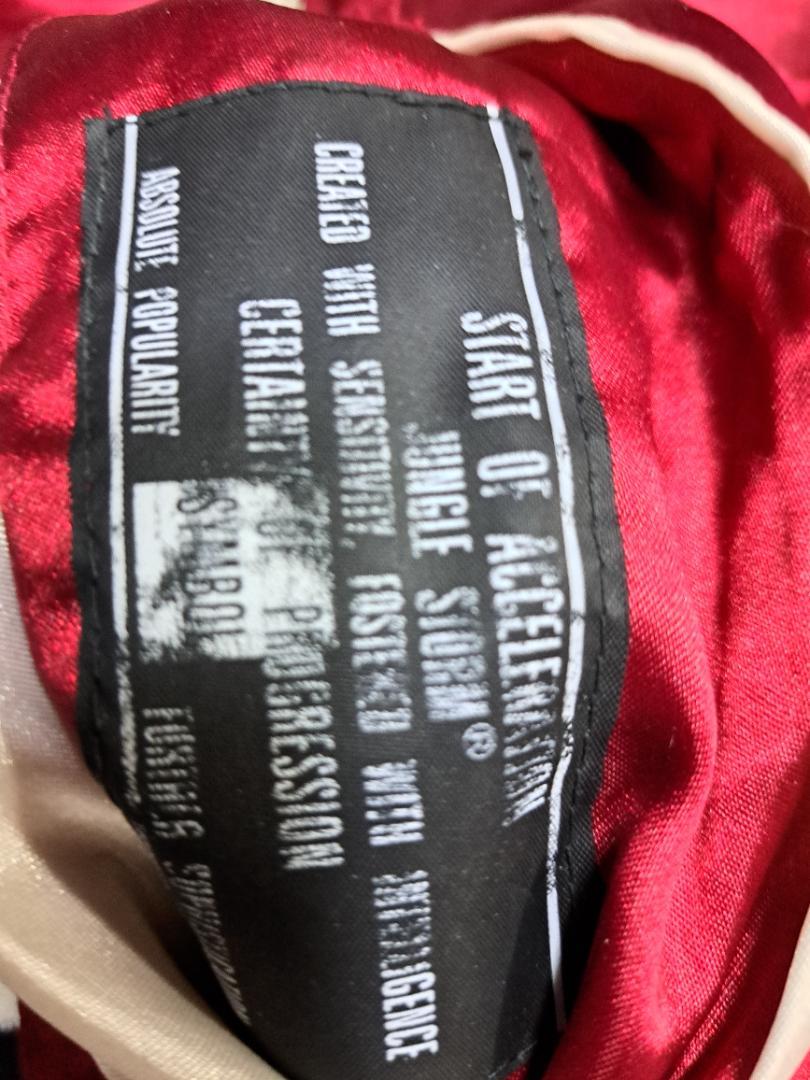 START OF ACCELERATION
JUNGLE STORM®
CREATED WITH SENSITIVITY, FOSTERED WITH INTELLIGENCE
CERTAINTY OF PROGRESSION
SYMBOL
ABSOLUTE POPULARITY